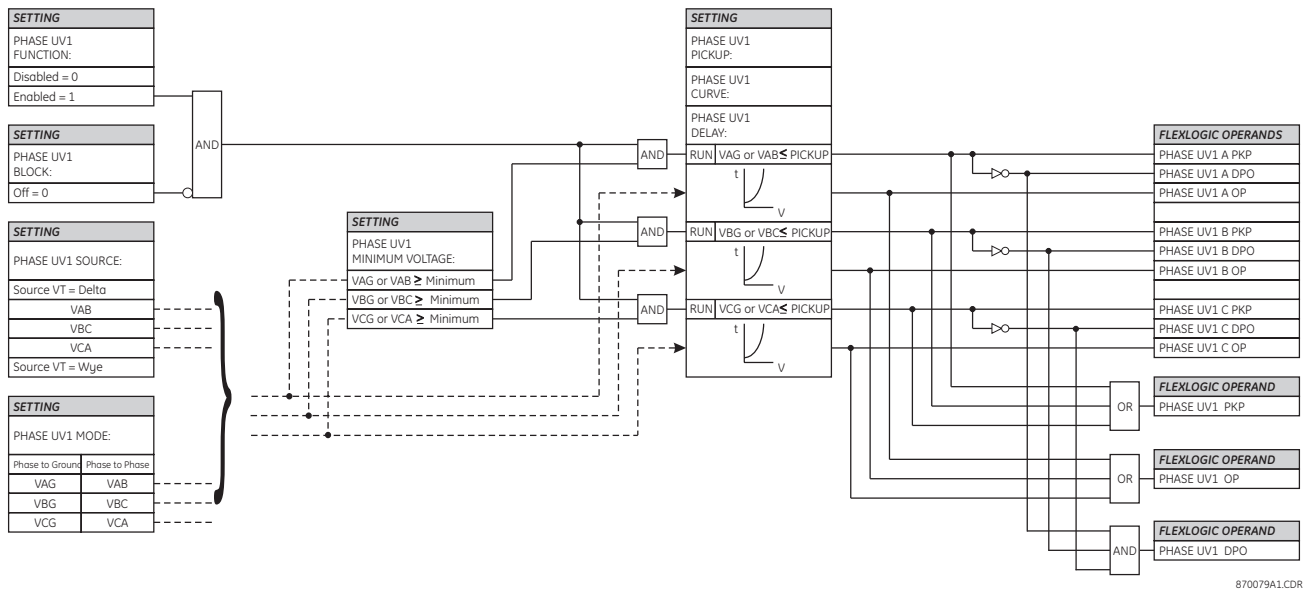 SETTING
PHASE UV1
FUNCTION:
Disabled = 0
Enabled = 1
SETTING
PHASE UV1
BLOCK:
Off = 0
AND
SETTING
PHASE UV1 SOURCE:
Source VT = Delta
VAB
VBC
VCA
Source VT = Wye
SETTING
PHASE UV1 MODE:
Phase to Ground Phase to Phase
VAG VAB
VBG VBC
VCG VCA
SETTING
PHASE UV1
MINIMUM VOLTAGE:
VAG or VAB ≥ Minimum
VBG or VBC ≥ Minimum
VCG or VCA ≥ Minimum
AND
AND
AND
SETTING
PHASE UV1
PICKUP:
PHASE UV1
CURVE:
PHASE UV1
DELAY:
RUN VAG or VAB ≤ PICKUP
t
V
RUN VBG or VBC ≤ PICKUP
t
V
RUN VCG or VCA ≤ PICKUP
t
V
FLEXLOGIC OPERANDS
PHASE UV1 A PKP
PHASE UV1 A DPO
PHASE UV1 A OP
PHASE UV1 B PKP
PHASE UV1 B DPO
PHASE UV1 B OP
PHASE UV1 C PKP
PHASE UV1 C DPO
PHASE UV1 C OP
OR
FLEXLOGIC OPERAND
PHASE UV1 PKP
OR
FLEXLOGIC OPERAND
PHASE UV1 OP
AND
FLEXLOGIC OPERAND
PHASE UV1 DPO
870079A1.CDR